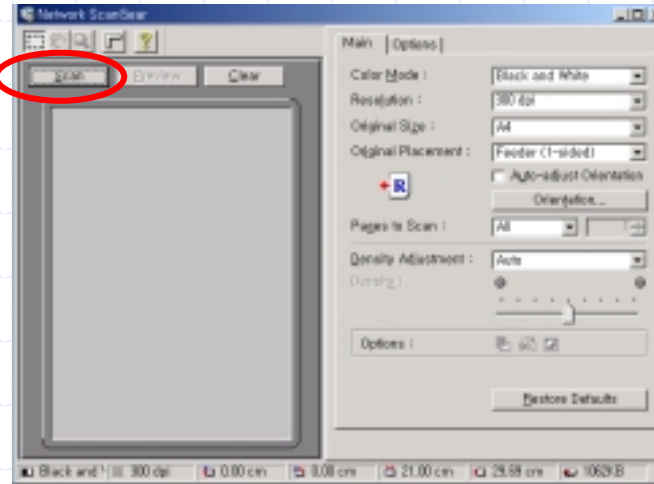 Network ScanGear
Main Options
Scan Preview Clear
Color Mode : Black and White
Resolution : 300 dpi
Original Size : A4
Original Placement : Feeder (1-sided)
Auto-adjust Orientation
R
Orientation...
Pages to Scan : All 1
Density Adjustment : Auto
Density :
Options :
Restore Defaults
Black and W 300 dpi 0.00 cm 0.00 cm 21.00 cm 29.69 cm 1062KB